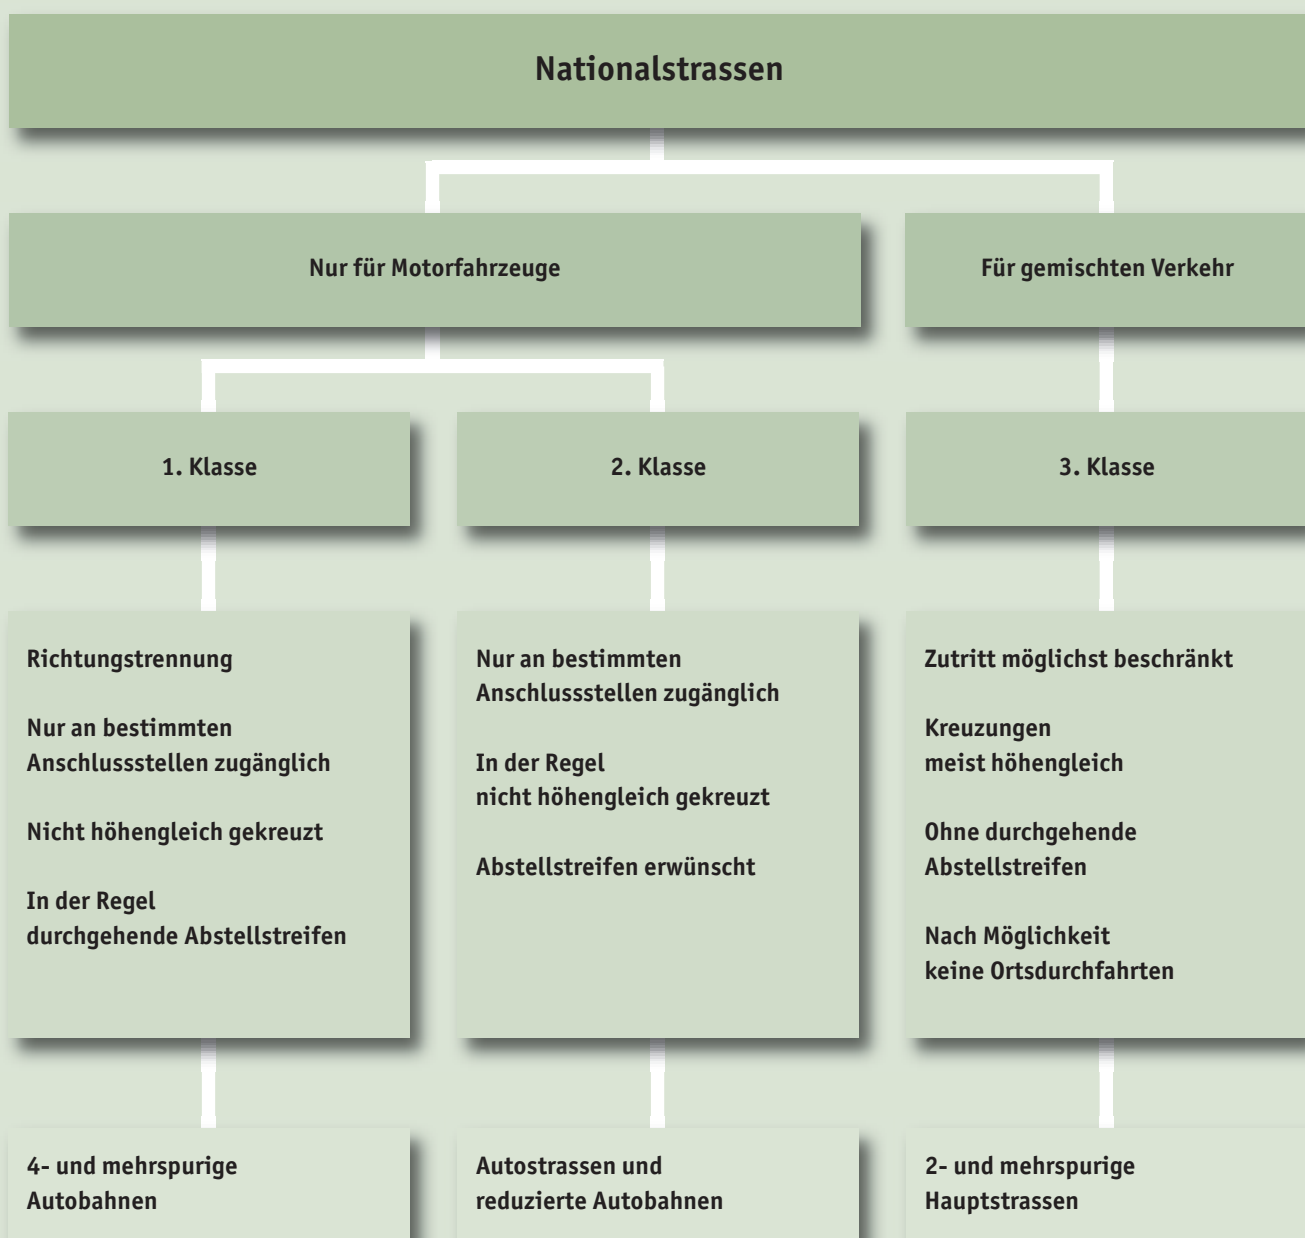 Nationalstrassen
Nur für Motorfahrzeuge
Für gemischten Verkehr
1. Klasse
2. Klasse
3. Klasse
Richtungstrennung
Nur an bestimmten
Anschlussstellen zugänglich
Nicht höhengleich gekreuzt
In der Regel
durchgehende Abstellstreifen
Nur an bestimmten
Anschlussstellen zugänglich
In der Regel
nicht höhengleich gekreuzt
Abstellstreifen erwünscht
Zutritt möglichst beschränkt
Kreuzungen
meist höhengleich
Ohne durchgehende
Abstellstreifen
Nach Möglichkeit
keine Ortsdurchfahrten
4- und mehrspurige
Autobahnen
Autostrassen und
reduzierte Autobahnen
2- und mehrspurige
Hauptstrassen